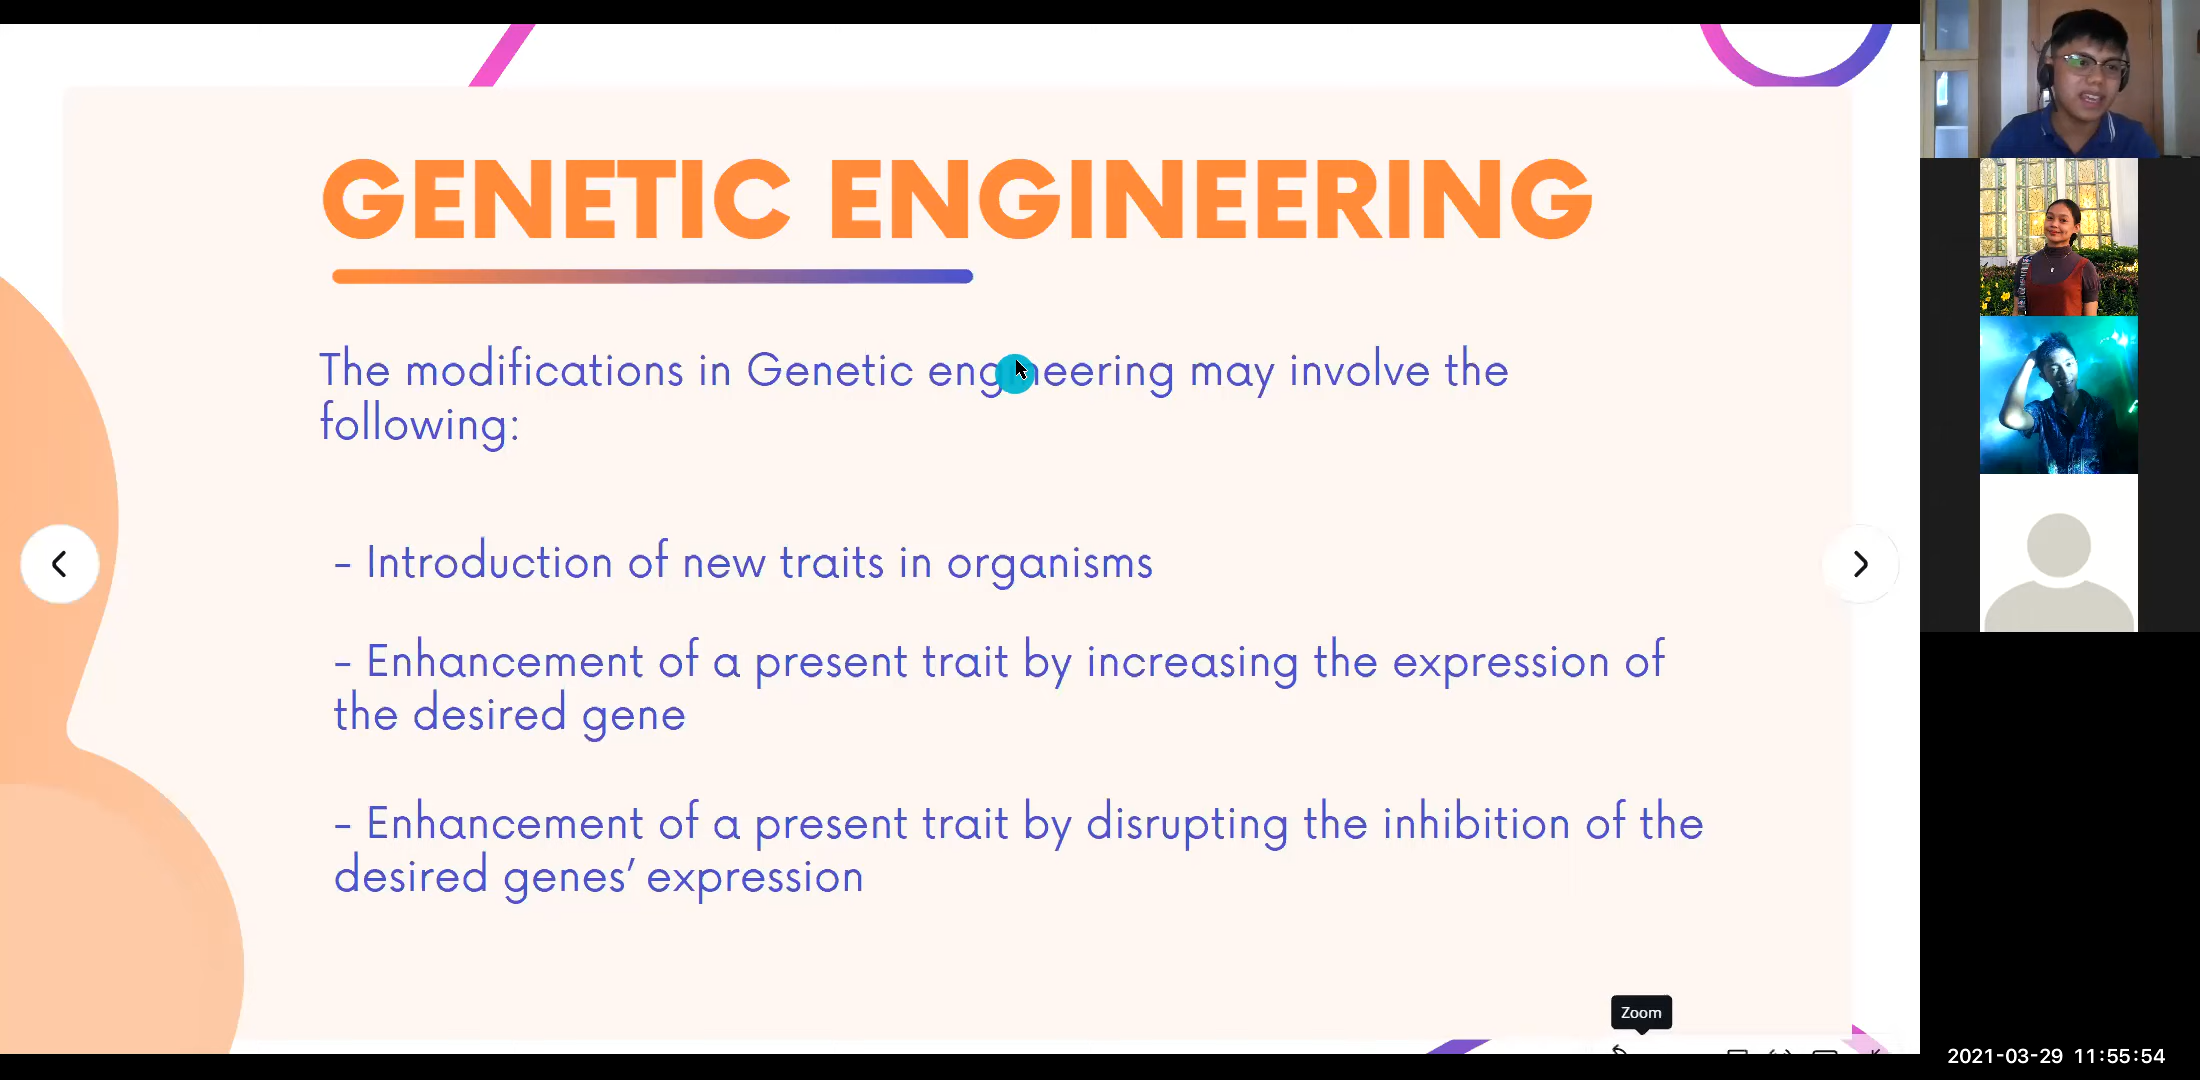 GENETIC ENGINEERING
The modifications in Genetic engineering may involve the
following:
- Introduction of new traits in organisms
- Enhancement of a present trait by increasing the expression of
the desired gene
- Enhancement of a present trait by disrupting the inhibition of the
desired genes’ expression
Zoom
2021-03-29 11:55:54